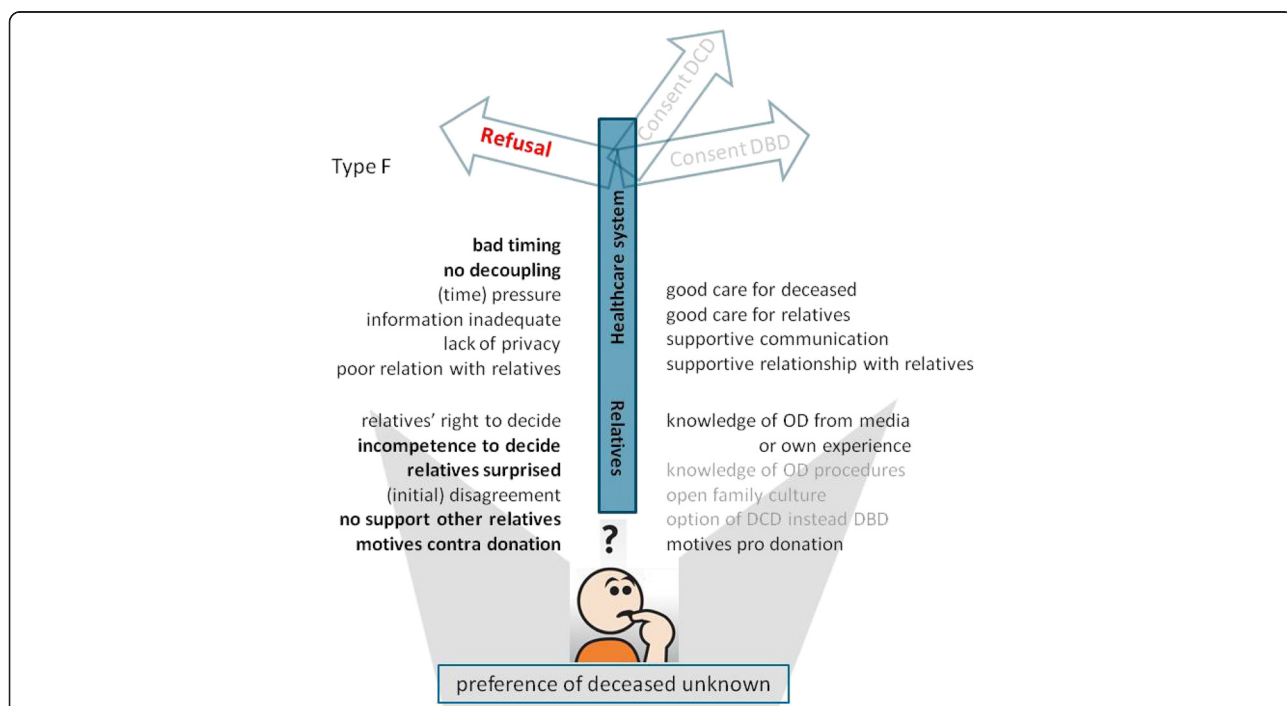 Consent DCD
Refusal
Consent DBD
Type F
Healthcare system
bad timing
no decoupling
(time) pressure
information inadequate
lack of privacy
poor relation with relatives
good care for deceased
good care for relatives
supportive communication
supportive relationship with relatives
Relatives
relatives' right to decide
incompetence to decide
relatives surprised
(initial) disagreement
no support other relatives
motives contra donation
knowledge of OD from media
or own experience
knowledge of OD procedures
open family culture
option of DCD instead DBD
motives pro donation
?
preference of deceased unknown